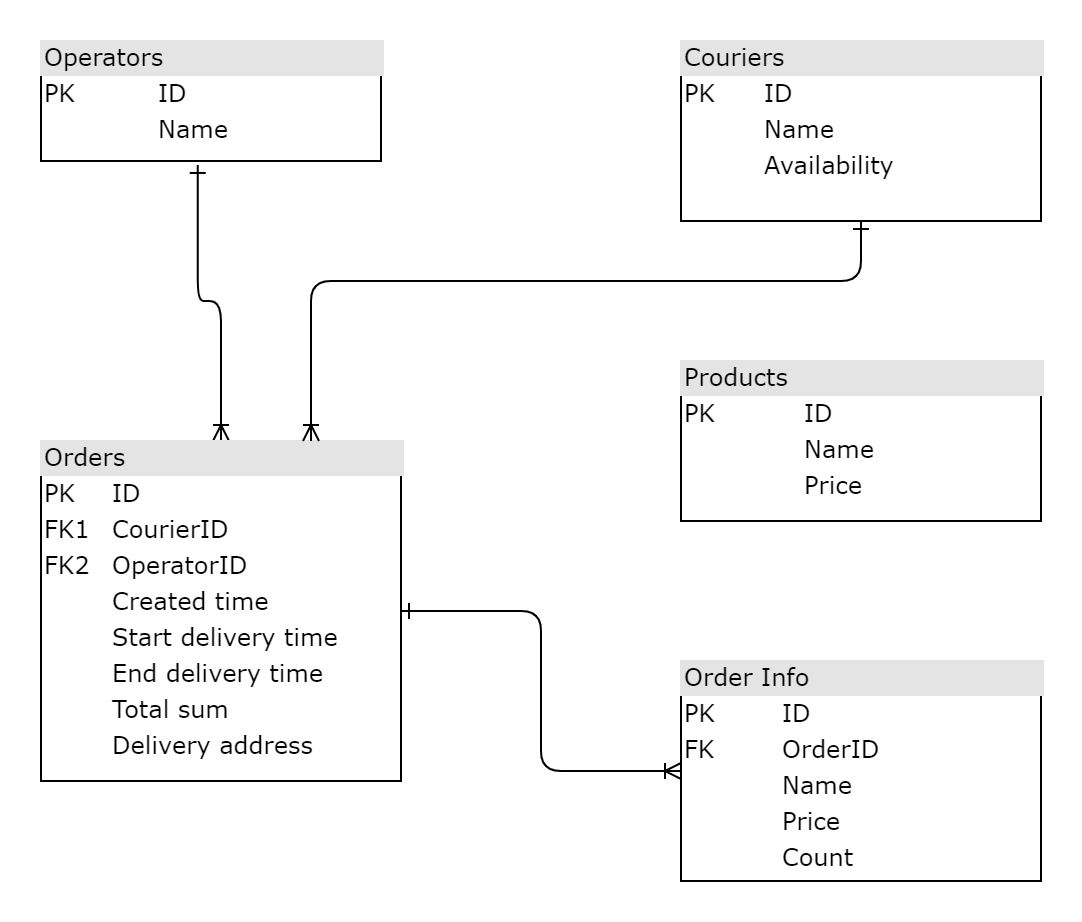 Operators
PK ID
Name
Couriers
PK ID
Name
Availability
Products
PK ID
Name
Price
Orders
PK ID
FK1 CourierID
FK2 OperatorID
Created time
Start delivery time
End delivery time
Total sum
Delivery address
Order Info
PK ID
FK OrderID
Name
Price
Count